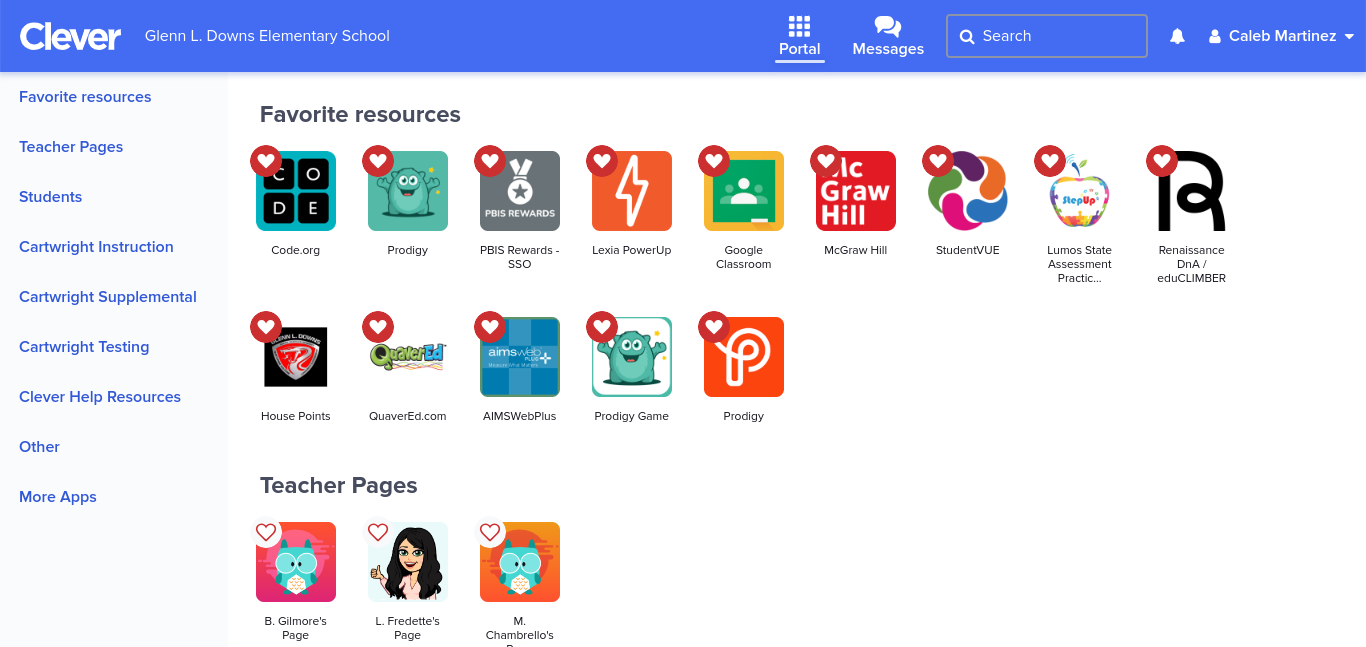 Clever
Glenn L. Downs Elementary School
Portal
Messages
Search
Caleb Martinez
Favorite resources
Teacher Pages
Students
Cartwright Instruction
Cartwright Supplemental
Cartwright Testing
Clever Help Resources
Other
More Apps
Favorite resources
C O
D E
PBIS REWARDS
Mc
Graw
Hill
StepUp
Code.org
Prodigy
PBIS Rewards -
SSO
Lexia PowerUp
Google
Classroom
McGraw Hill
StudentVUE
Lumos State
Assessment
Practic...
Renaissance
DnA /
eduCLIMBER
GLENN L. DOWNS
QuaverEd
aimsweb
PLUS
Measure What Matters
House Points
QuaverEd.com
AIMSWebPlus
Prodigy Game
Prodigy
Teacher Pages
B. Gilmore's
Page
L. Fredette's
Page
M.
Chambrello's